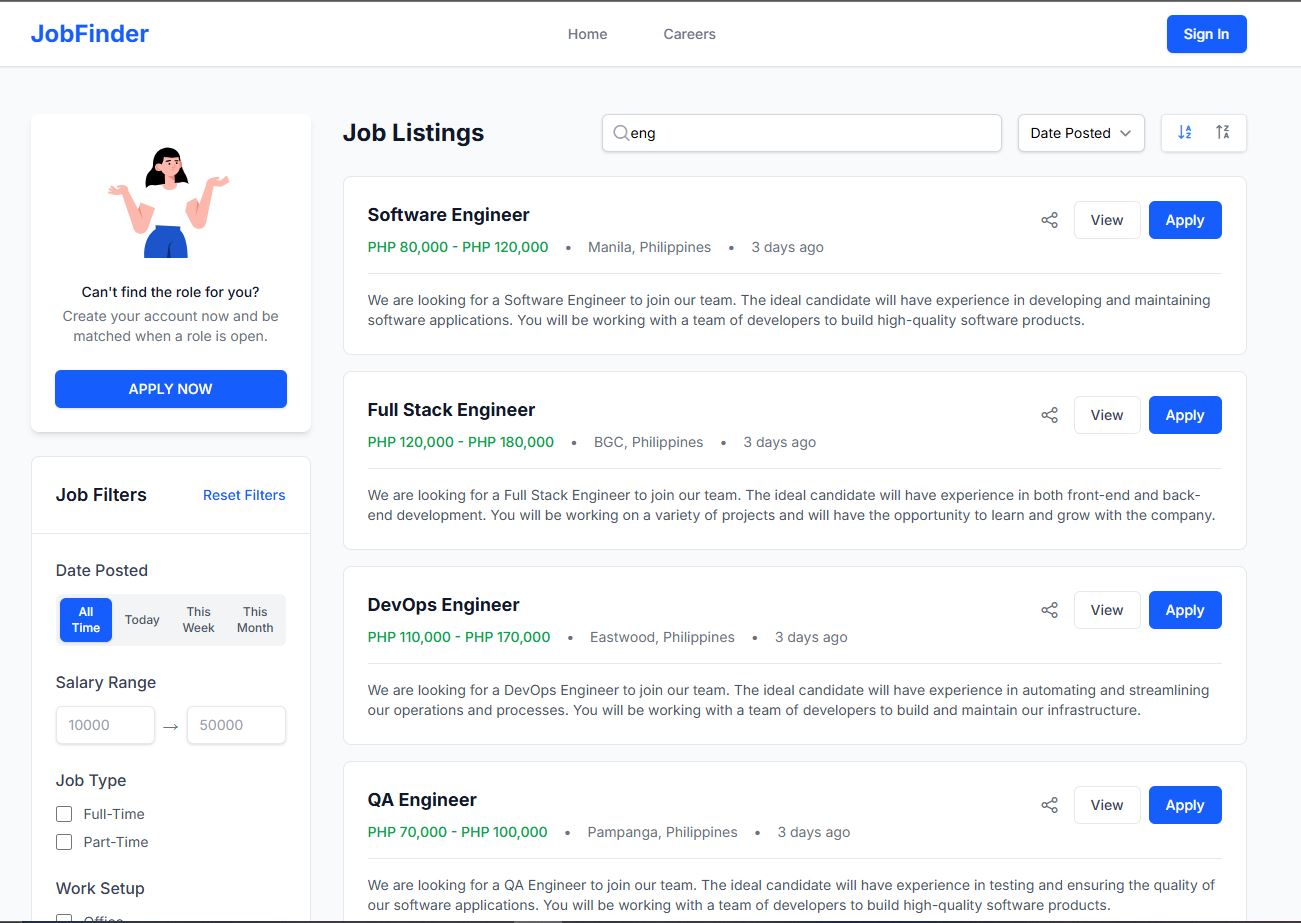 JobFinder
Home
Careers
Sign In
Can't find the role for you?
Create your account now and be
matched when a role is open.
APPLY NOW
Job Filters
Reset Filters
Date Posted
All
Time
Today
This
Week
This
Month
Salary Range
10000
→
50000
Job Type
Full-Time
Part-Time
Work Setup
Office
Job Listings
eng
Date Posted
Software Engineer
View
Apply
PHP 80,000 - PHP 120,000 • Manila, Philippines • 3 days ago
We are looking for a Software Engineer to join our team. The ideal candidate will have experience in developing and maintaining
software applications. You will be working with a team of developers to build high-quality software products.
Full Stack Engineer
View
Apply
PHP 120,000 - PHP 180,000 • BGC, Philippines • 3 days ago
We are looking for a Full Stack Engineer to join our team. The ideal candidate will have experience in both front-end and back-
end development. You will be working on a variety of projects and will have the opportunity to learn and grow with the company.
DevOps Engineer
View
Apply
PHP 110,000 - PHP 170,000 • Eastwood, Philippines • 3 days ago
We are looking for a DevOps Engineer to join our team. The ideal candidate will have experience in automating and streamlining
our operations and processes. You will be working with a team of developers to build and maintain our infrastructure.
QA Engineer
View
Apply
PHP 70,000 - PHP 100,000 • Pampanga, Philippines • 3 days ago
We are looking for a QA Engineer to join our team. The ideal candidate will have experience in testing and ensuring the quality of
our software applications. You will be working with a team of developers to build high-quality software products.